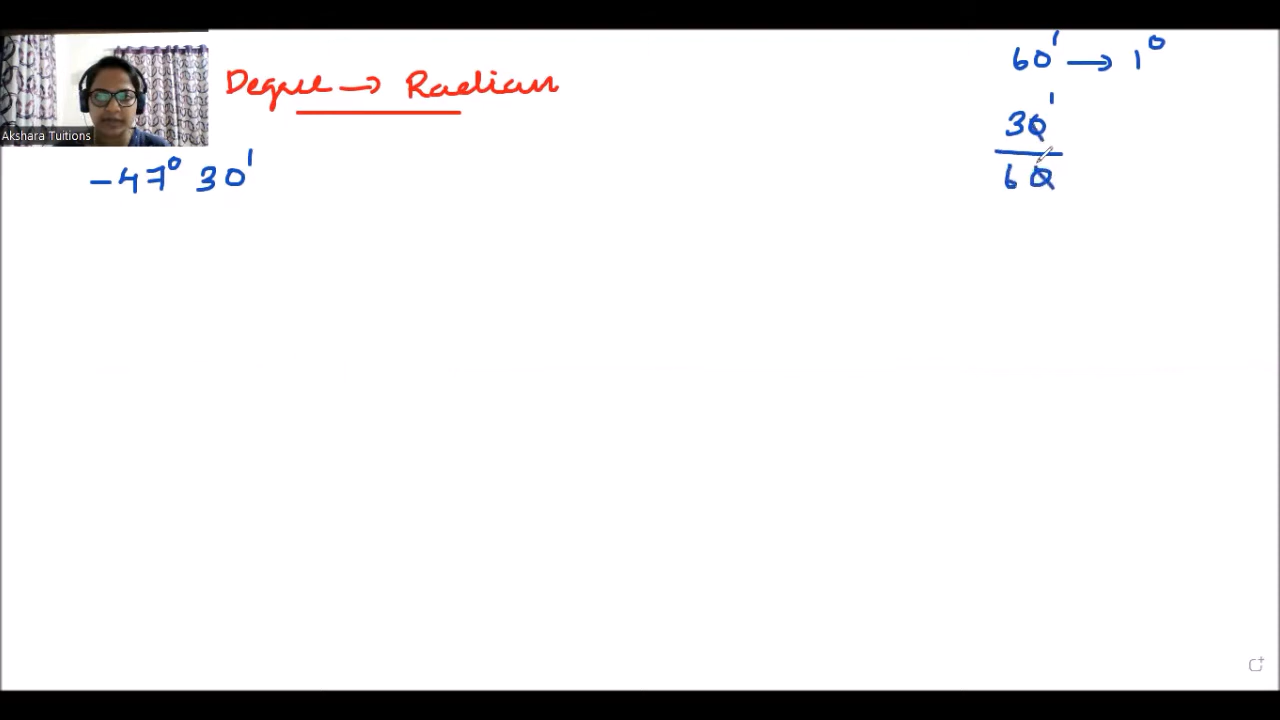 Degree → Radian
60' → 1°
30'
60
Akshara Tuitions
-47° 30'